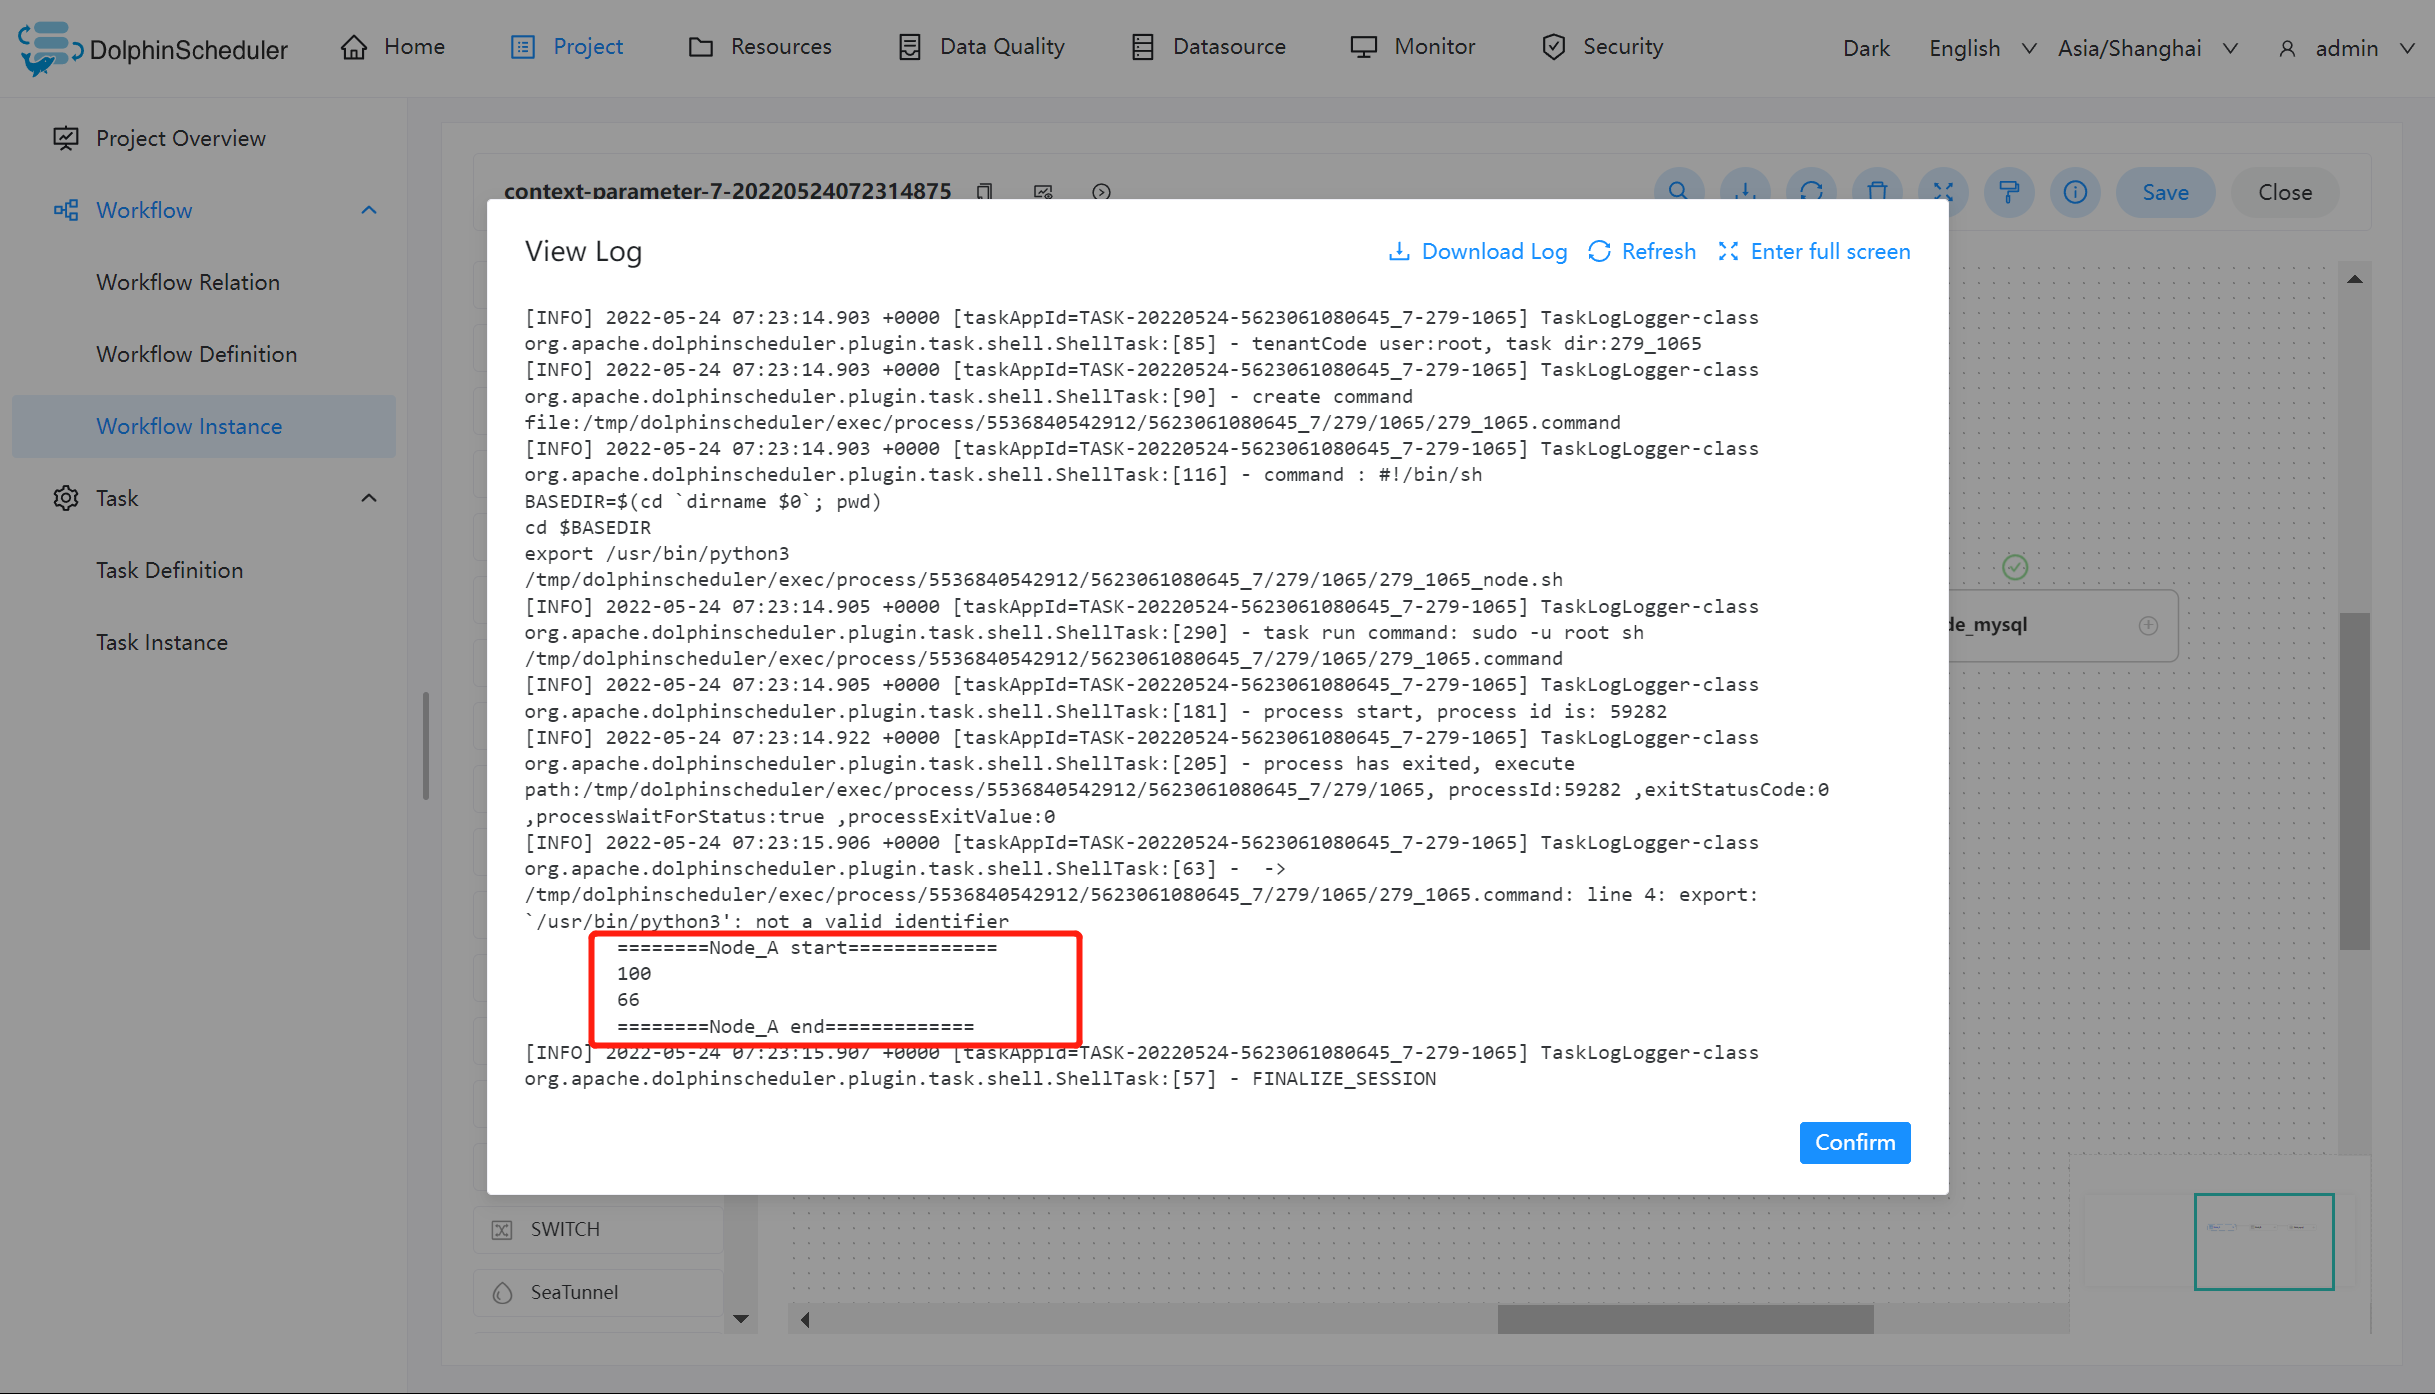 DolphinScheduler
Home
Project
Resources
Data Quality
Datasource
Monitor
Security
Dark
English
Asia/Shanghai
admin
Project Overview
Workflow
Workflow Relation
Workflow Definition
Workflow Instance
Task
Task Definition
Task Instance
context-parameter-7-20220524072314875
Save
Close
View Log
Download Log
Refresh
Enter full screen
[INFO] 2022-05-24 07:23:14.903 +0000 [taskAppId=TASK-20220524-5623061080645_7-279-1065] TaskLogLogger-class
org.apache.dolphinscheduler.plugin.task.shell.ShellTask:[85] - tenantCode user:root, task dir:279_1065
[INFO] 2022-05-24 07:23:14.903 +0000 [taskAppId=TASK-20220524-5623061080645_7-279-1065] TaskLogLogger-class
org.apache.dolphinscheduler.plugin.task.shell.ShellTask:[90] - create command
file:/tmp/dolphinscheduler/exec/process/5536840542912/5623061080645_7/279/1065/279_1065.command
[INFO] 2022-05-24 07:23:14.903 +0000 [taskAppId=TASK-20220524-5623061080645_7-279-1065] TaskLogLogger-class
org.apache.dolphinscheduler.plugin.task.shell.ShellTask:[116] - command : #!/bin/sh
BASEDIR=$(cd `dirname $0`; pwd)
cd $BASEDIR
export /usr/bin/python3
/tmp/dolphinscheduler/exec/process/5536840542912/5623061080645_7/279/1065/279_1065_node.sh
[INFO] 2022-05-24 07:23:14.905 +0000 [taskAppId=TASK-20220524-5623061080645_7-279-1065] TaskLogLogger-class
org.apache.dolphinscheduler.plugin.task.shell.ShellTask:[290] - task run command: sudo -u root sh
/tmp/dolphinscheduler/exec/process/5536840542912/5623061080645_7/279/1065/279_1065.command
[INFO] 2022-05-24 07:23:14.905 +0000 [taskAppId=TASK-20220524-5623061080645_7-279-1065] TaskLogLogger-class
org.apache.dolphinscheduler.plugin.task.shell.ShellTask:[181] - process start, process id is: 59282
[INFO] 2022-05-24 07:23:14.922 +0000 [taskAppId=TASK-20220524-5623061080645_7-279-1065] TaskLogLogger-class
org.apache.dolphinscheduler.plugin.task.shell.ShellTask:[205] - process has exited, execute
path:/tmp/dolphinscheduler/exec/process/5536840542912/5623061080645_7/279/1065, processId:59282 ,exitStatusCode:0
,processWaitForStatus:true ,processExitValue:0
[INFO] 2022-05-24 07:23:15.906 +0000 [taskAppId=TASK-20220524-5623061080645_7-279-1065] TaskLogLogger-class
org.apache.dolphinscheduler.plugin.task.shell.ShellTask:[63] -  ->
/tmp/dolphinscheduler/exec/process/5536840542912/5623061080645_7/279/1065/279_1065.command: line 4: export:
`/usr/bin/python3': not a valid identifier
========Node_A start=============
100
66
========Node_A end=============
[INFO] 2022-05-24 07:23:15.907 +0000 [taskAppId=TASK-20220524-5623061080645_7-279-1065] TaskLogLogger-class
org.apache.dolphinscheduler.plugin.task.shell.ShellTask:[57] - FINALIZE_SESSION
Confirm
de_mysql
SWITCH
SeaTunnel